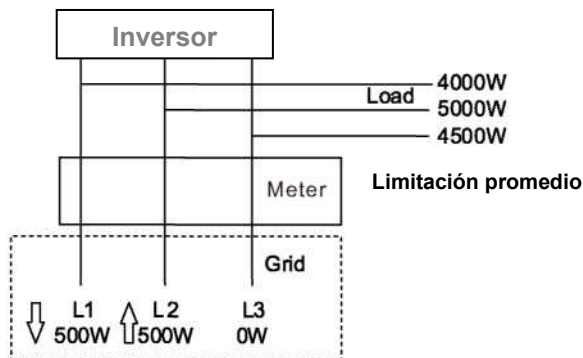 Inversor
4000W
Load
5000W
4500W
Meter
Limitación promedio
Grid
L1 L2 L3
500W 500W 0W